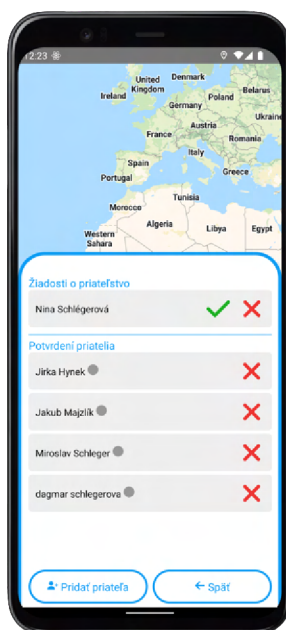 12:23
United Kingdom
Ireland
Denmark
Poland
Belarus
Germany
Ukraine
France
Austria
Romania
Italy
Spain
Portugal
Greece
Tunisia
Morocco
Algeria
Libya
Egypt
Western Sahara
Žiadosti o priateľstvo
Nina Schlégerová
Potvrdení priatelia
Jirka Hynek
Jakub Majzlík
Miroslav Schleger
dagmar schlegerova
Pridať priateľa
Späť